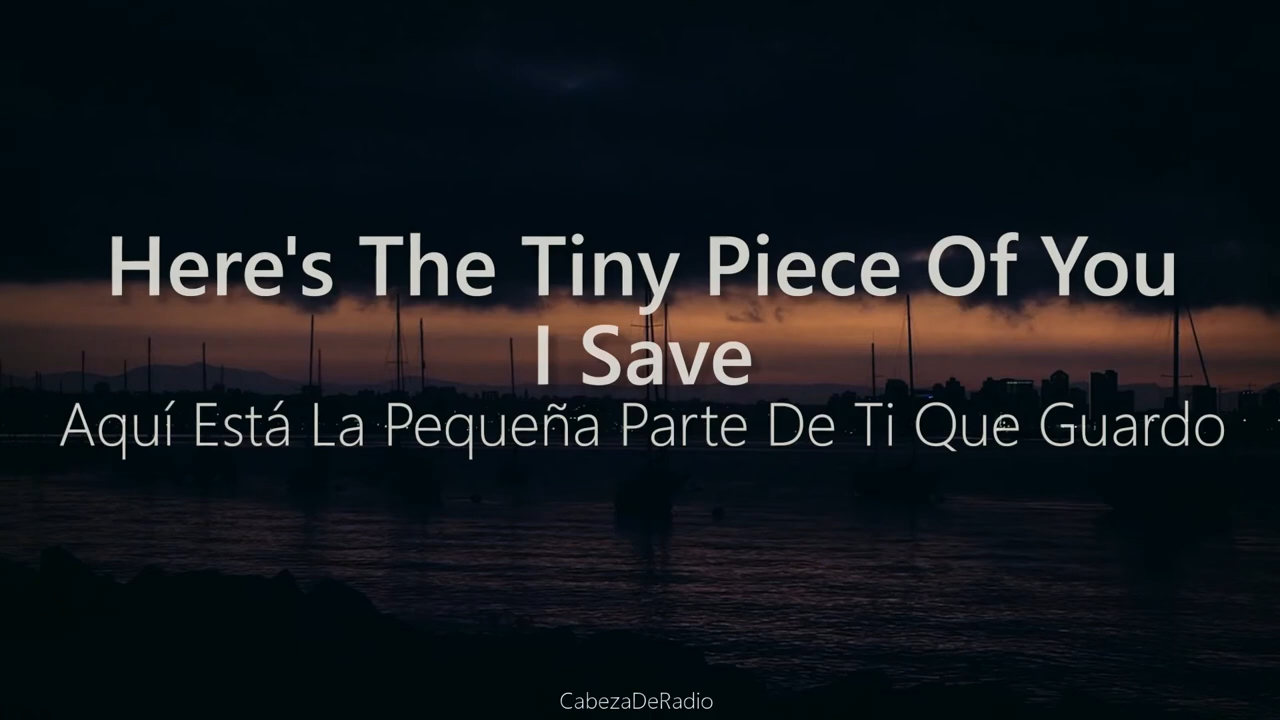 Here's The Tiny Piece Of You
I Save
Aquí Está La Pequeña Parte De Ti Que Guardo
CabezaDeRadio